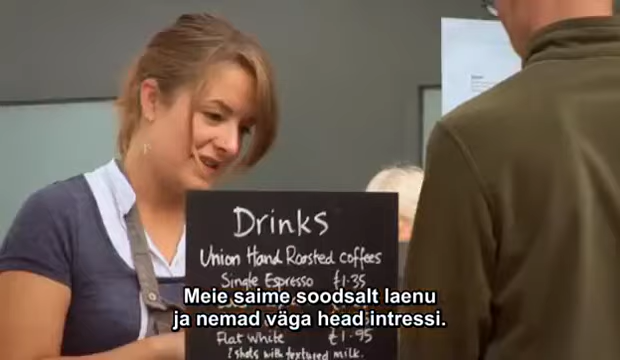 Drinks
Union Hand Roasted coffees
Single Espresso £1.35
Meie saime soodsalt laenu
ja nemad väga head intressi.
Flat White £1.95
2 shots with textured milk.